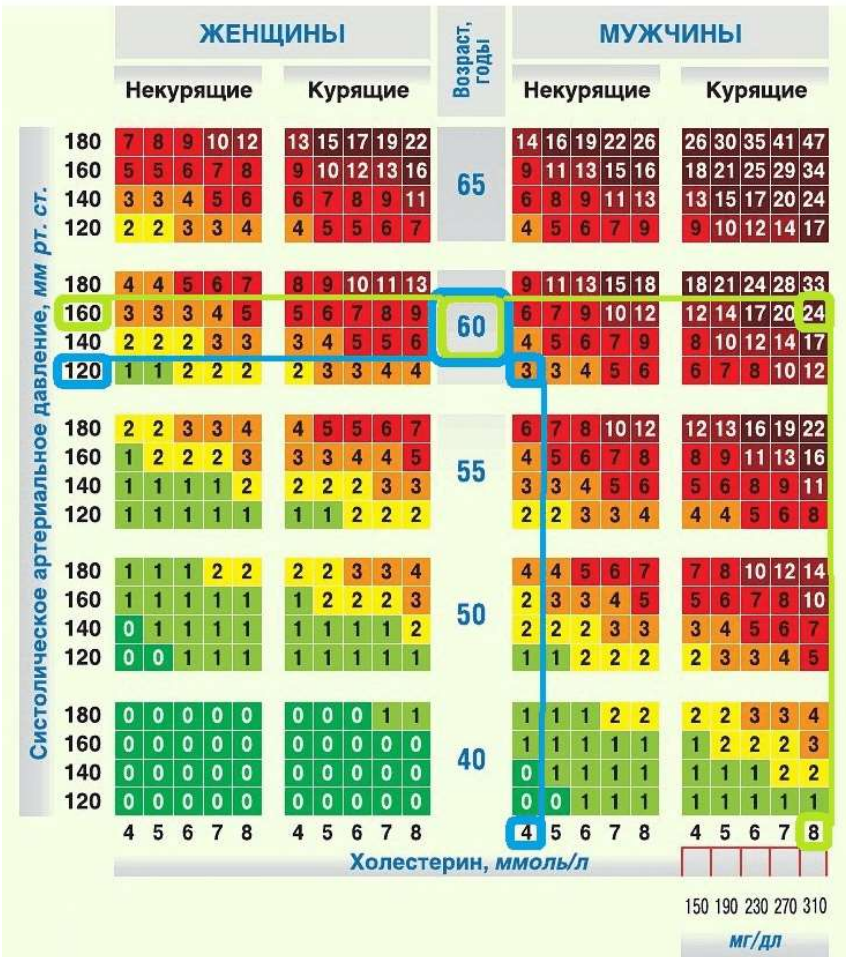 ЖЕНЩИНЫ Возраст, годы МУЖЧИНЫ
Некурящие Курящие Некурящие Курящие
Систолическое артериальное давление, мм рт. ст.
180 7 8 9 10 12 13 15 17 19 22 14 16 19 22 26 26 30 35 41 47
160 5 5 6 7 8 9 10 12 13 16 65 9 11 13 15 16 18 21 25 29 34
140 3 3 4 5 6 6 7 8 9 11 6 8 9 11 13 13 15 17 20 24
120 2 2 3 3 4 4 5 5 6 7 4 5 6 7 9 9 10 12 14 17
180 4 4 5 6 7 8 9 10 11 13 9 11 13 15 18 18 21 24 28 33
160 3 3 3 4 5 5 6 7 8 9 60 6 7 9 10 12 12 14 17 20 24
140 2 2 2 3 3 3 4 5 5 6 4 5 6 7 9 8 10 12 14 17
120 1 1 2 2 2 2 3 3 4 4 3 3 4 5 6 6 7 8 10 12
180 2 2 3 3 4 4 5 5 6 7 6 7 8 10 12 12 13 16 19 22
160 1 2 2 2 3 3 3 4 4 5 55 4 5 6 7 8 8 9 11 13 16
140 1 1 1 1 2 2 2 2 3 3 3 3 4 5 6 5 6 8 9 11
120 1 1 1 1 1 1 1 2 2 2 2 2 3 3 4 4 4 5 6 8
180 1 1 1 2 2 2 2 3 3 4 4 4 5 6 7 7 8 10 12 14
160 1 1 1 1 1 1 2 2 2 3 50 2 3 3 4 5 5 6 7 8 10
140 0 1 1 1 1 1 1 1 1 2 2 2 2 3 3 3 4 5 6 7
120 0 0 1 1 1 1 1 1 1 1 1 1 2 2 2 2 3 3 4 5
180 0 0 0 0 0 0 0 0 1 1 1 1 1 2 2 2 2 3 3 4
160 0 0 0 0 0 0 0 0 0 0 40 1 1 1 1 1 1 2 2 2 3
140 0 0 0 0 0 0 0 0 0 0 0 1 1 1 1 1 1 1 2 2
120 0 0 0 0 0 0 0 0 0 0 0 0 1 1 1 1 1 1 1 1
4 5 6 7 8 4 5 6 7 8 4 5 6 7 8 4 5 6 7 8
Холестерин, ммоль/л
150 190 230 270 310
мг/дл